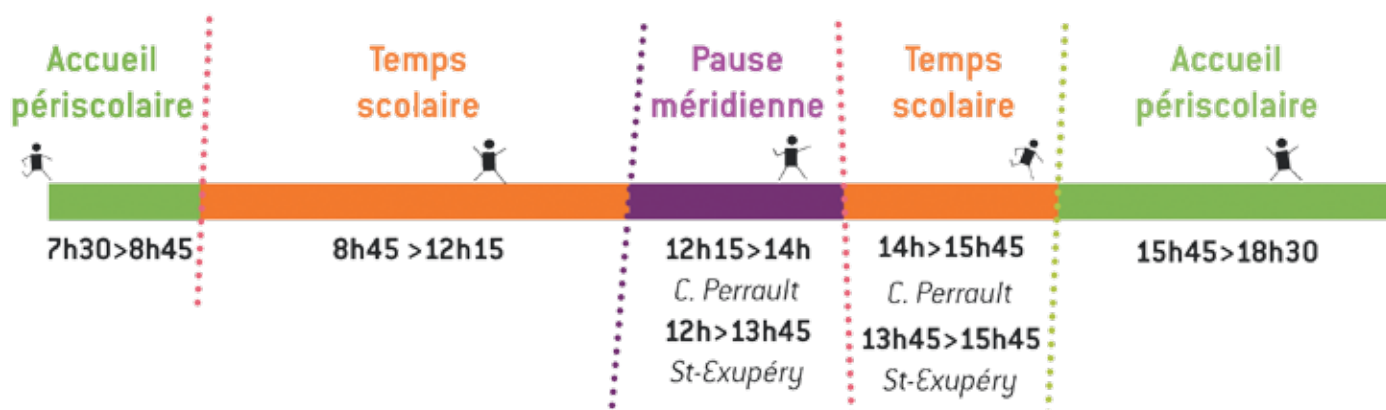 Accueil
périscolaire
Temps
scolaire
Pause
méridienne
Temps
scolaire
Accueil
périscolaire
7h30>8h45
8h45 >12h15
12h15>14h
C. Perrault
12h>13h45
St-Exupéry
14h>15h45
C. Perrault
13h45>15h45
St-Exupéry
15h45>18h30